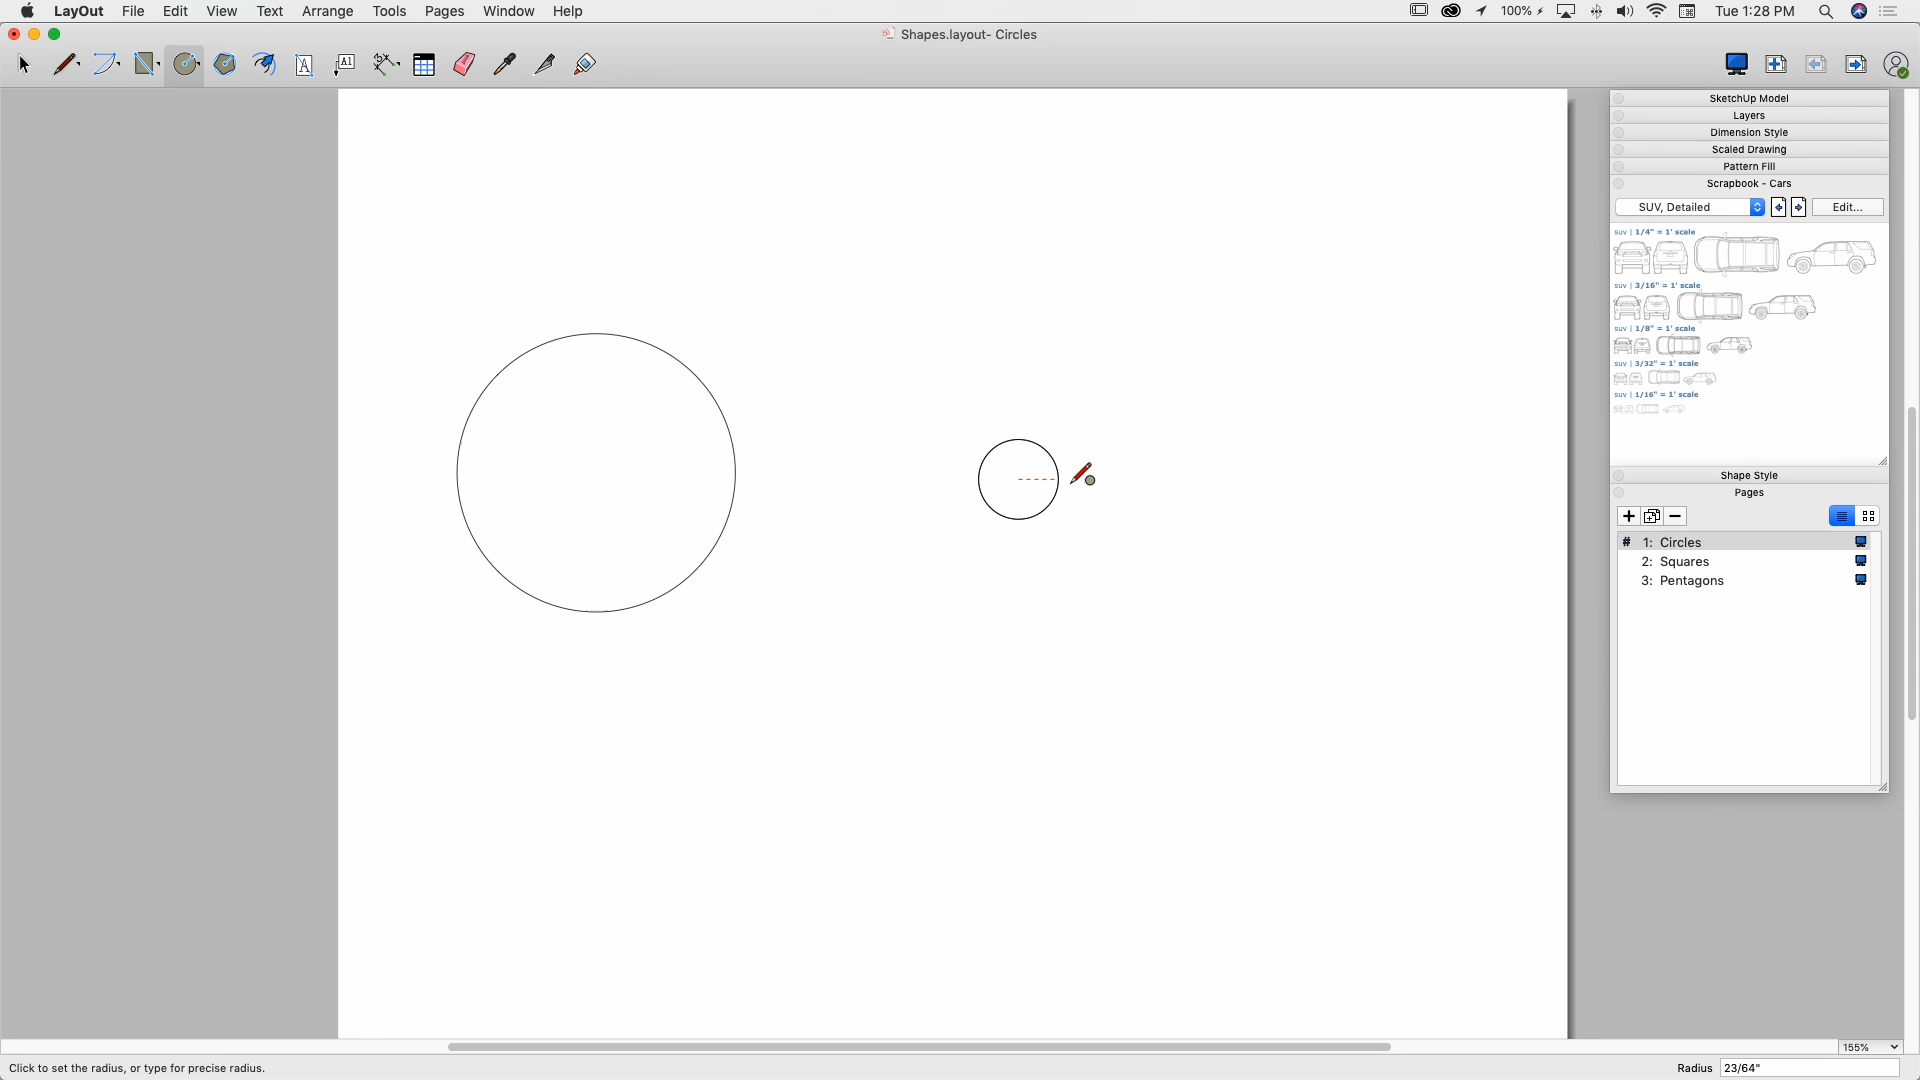 LayOut File Edit View Text Arrange Tools Pages Window Help
100% Tue 1:28 PM
Shapes.layout- Circles
A A1
SketchUp Model
Layers
Dimension Style
Scaled Drawing
Pattern Fill
Scrapbook - Cars
SUV, Detailed Edit...
suv | 1/4" = 1' scale
suv | 3/16" = 1' scale
suv | 1/8" = 1' scale
suv | 3/32" = 1' scale
suv | 1/16" = 1' scale
Shape Style
Pages
# 1: Circles
2: Squares
3: Pentagons
155%
Click to set the radius, or type for precise radius.
Radius 23/64"